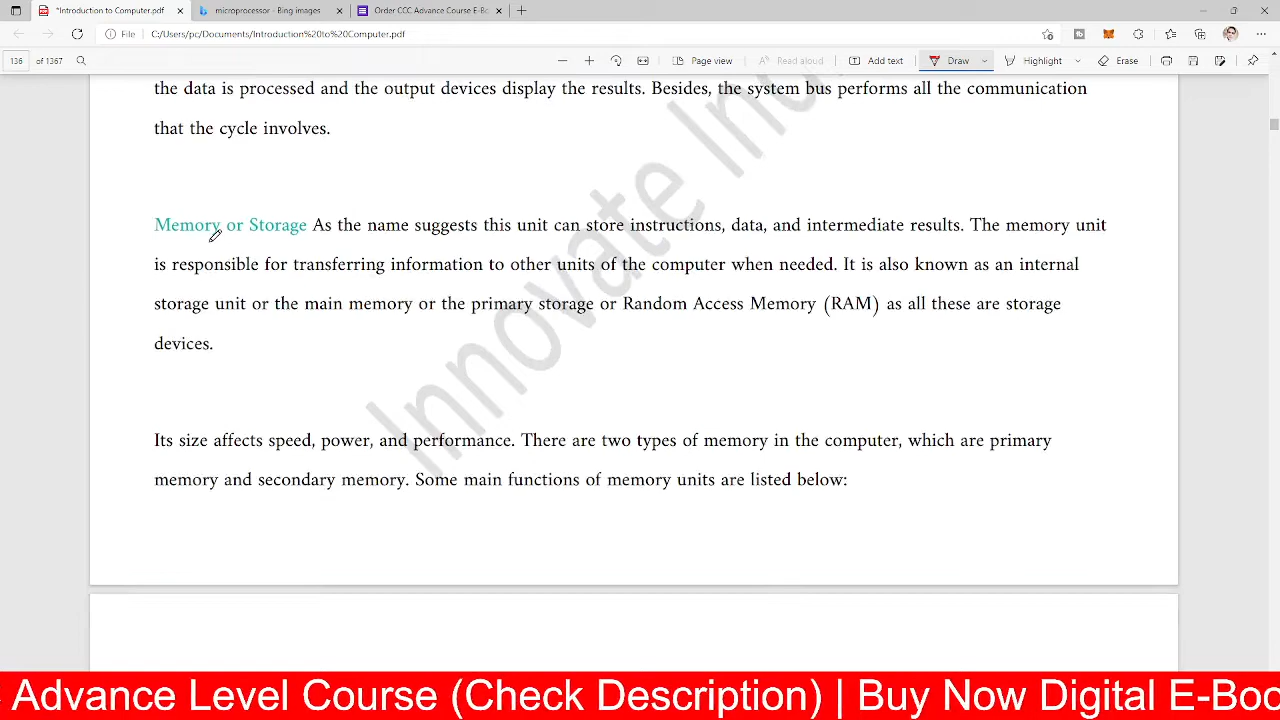 *Introduction to Computer.pdf
microprocessor - Bing images
Order CCC Advance Course E-Bo
File
C:/Users/pc/Documents/Introduction%20to%20Computer.pdf
136 of 1367
Page view
Read aloud
Add text
Draw
Highlight
Erase
the data is processed and the output devices display the results. Besides, the system bus performs all the communication
that the cycle involves.
Memory or Storage As the name suggests this unit can store instructions, data, and intermediate results. The memory unit
is responsible for transferring information to other units of the computer when needed. It is also known as an internal
storage unit or the main memory or the primary storage or Random Access Memory (RAM) as all these are storage
devices.
Its size affects speed, power, and performance. There are two types of memory in the computer, which are primary
memory and secondary memory. Some main functions of memory units are listed below:
Innovate Ino
Advance Level Course (Check Description) | Buy Now Digital E-Boo